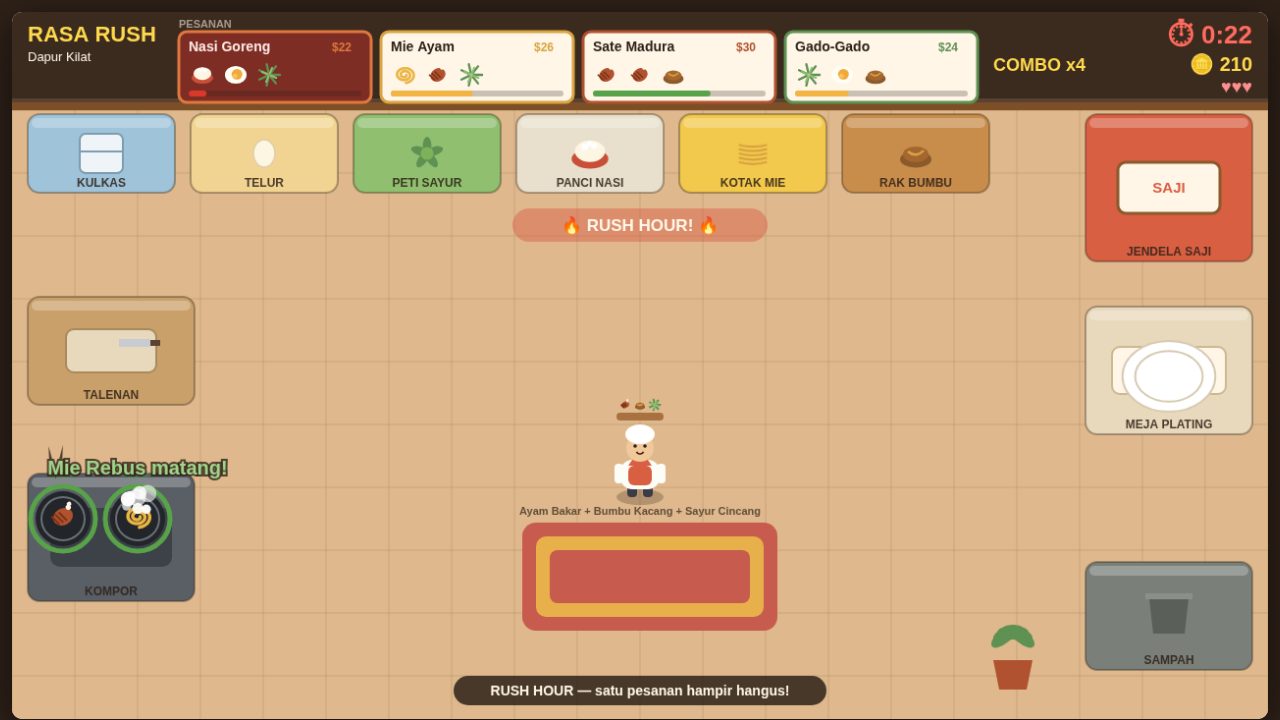 RASA RUSH
Dapur Kilat
PESANAN
Nasi Goreng $22
Mie Ayam $26
Sate Madura $30
Gado-Gado $24
COMBO x4
0:22
210
KULKAS
TELUR
PETI SAYUR
PANCI NASI
KOTAK MIE
RAK BUMBU
SAJI
JENDELA SAJI
🔥 RUSH HOUR! 🔥
TALENAN
MEJA PLATING
Mie Rebus matang!
KOMPOR
Ayam Bakar + Bumbu Kacang + Sayur Cincang
SAMPAH
RUSH HOUR — satu pesanan hampir hangus!